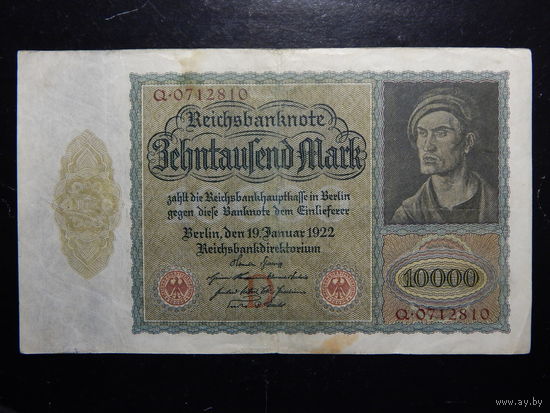 Q·0712810
Reichsbanknote
Zehntausend Mark
zahlt die Reichsbankhauptkasse in Berlin
gegen diese Banknote dem Einlieferer
Berlin, den 19. Januar 1922
Reichsbankdirektorium
10000
Q·0712810
www.ay.by